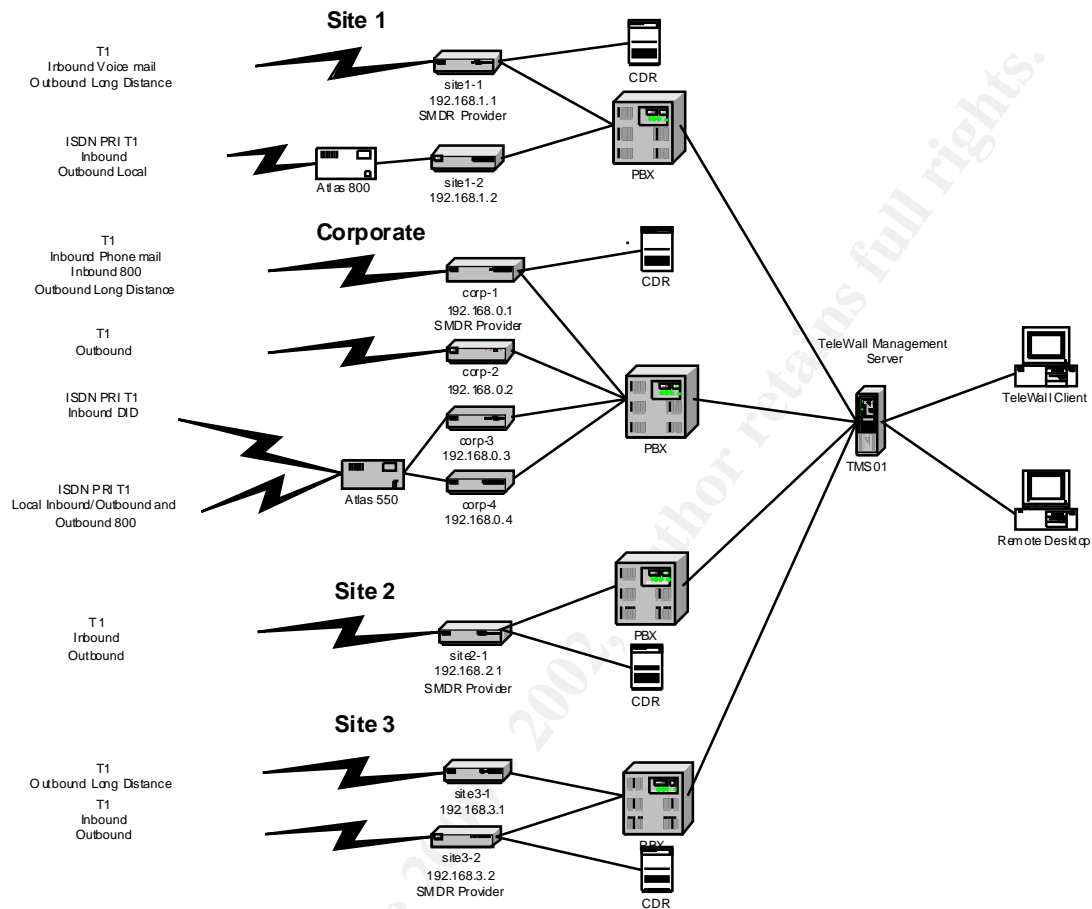 Site 1
T1
Inbound Voice mail
Outbound Long Distance
site1-1
192.168.1.1
SMDR Provider
CDR
ISDN PRI T1
Inbound
Outbound Local
Atlas 800
site1-2
192.168.1.2
PBX
Corporate
T1
Inbound Phone mail
Inbound 800
Outbound Long Distance
corp-1
192.168.0.1
SMDR Provider
CDR
T1
Outbound
corp-2
192.168.0.2
ISDN PRI T1
Inbound DID
corp-3
192.168.0.3
PBX
Atlas 550
ISDN PRI T1
Local Inbound/Outbound and
Outbound 800
corp-4
192.168.0.4
TeleWall Management
Server
TMS01
TeleWall Client
Remote Desktop
Site 2
T1
Inbound
Outbound
site2-1
192.168.2.1
SMDR Provider
PBX
CDR
Site 3
T1
Outbound Long Distance
site3-1
192.168.3.1
T1
Inbound
Outbound
site3-2
192.168.3.2
SMDR Provider
PBX
CDR
2002,
author retains full rights.